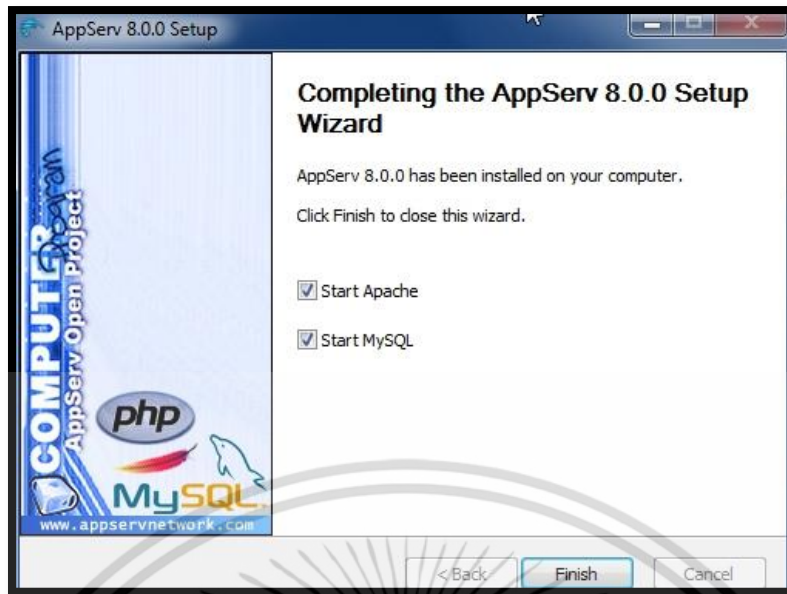 AppServ 8.0.0 Setup
Completing the AppServ 8.0.0 Setup
Wizard
AppServ 8.0.0 has been installed on your computer.
Click Finish to close this wizard.
Start Apache
Start MySQL
COMPUTER
Program
AppServ Open Project
php
MySQL
www.appservnetwork.com
< Back
Finish
Cancel